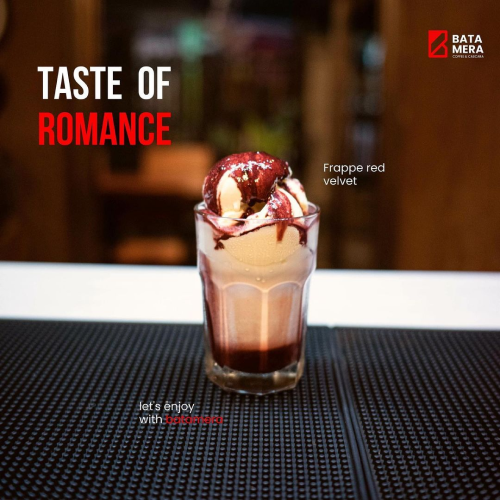 BATA
MERA
TASTE OF
ROMANCE
Frappe red
velvet
let's enjoy
with batamera